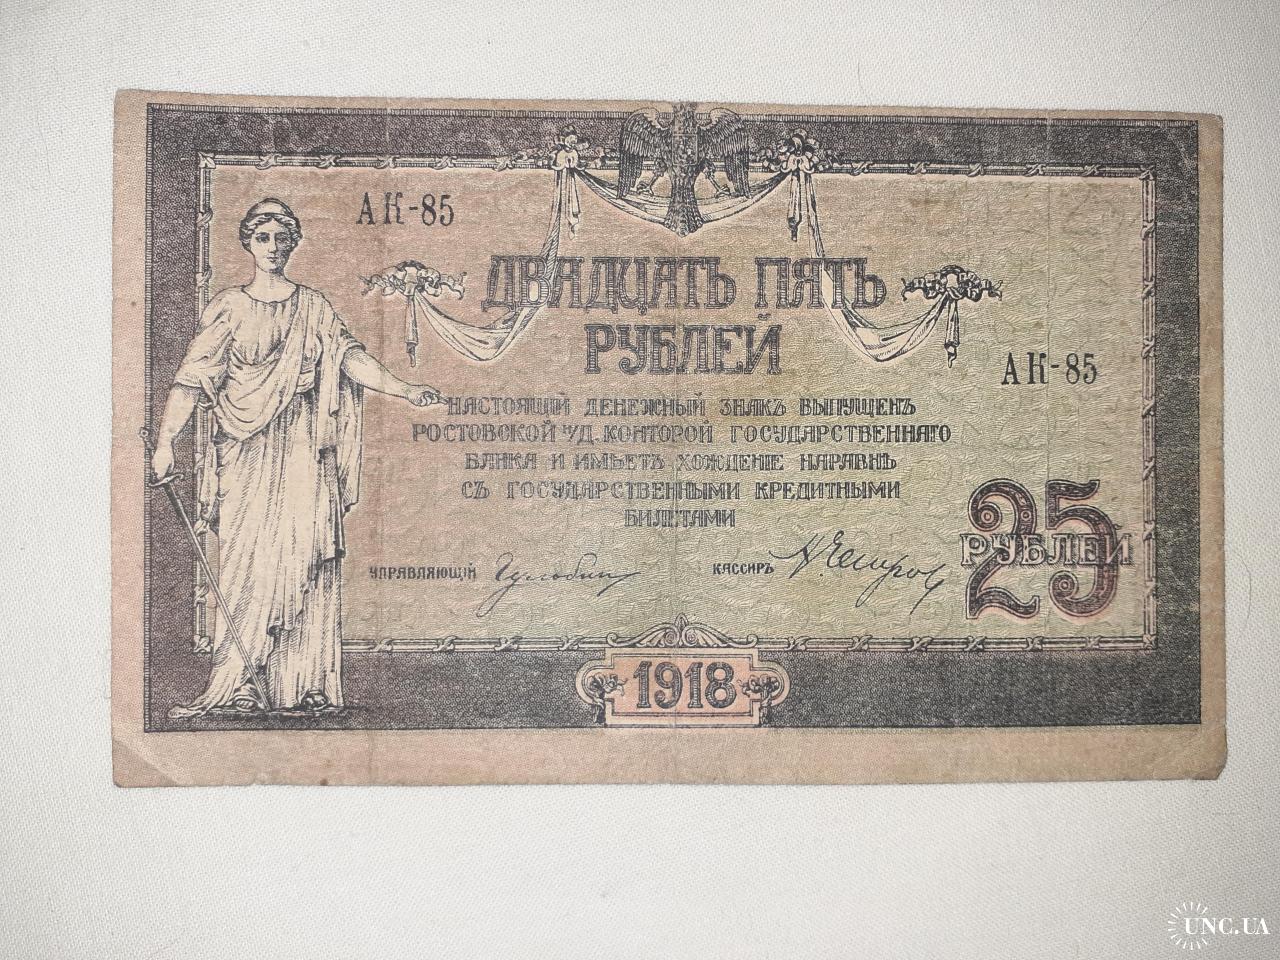 АК-85
ДВАДЦАТЬ ПЯТЬ
РУБЛЕЙ
АК-85
НАСТОЯЩІЙ ДЕНЕЖНЫЙ ЗНАКЪ ВЫПУЩЕНЪ
РОСТОВСКОЙ Н/Д. КОНТОРОЙ ГОСУДАРСТВЕННАГО
БАНКА И ИМѢЕТЪ ХОЖДЕНІЕ НАРАВНѢ
СЪ ГОСУДАРСТВЕННЫМИ КРЕДИТНЫМИ
БИЛЕТАМИ
25
РУБЛЕЙ
УПРАВЛЯЮЩІЙ
КАССИРЪ
1918
UNC.UA